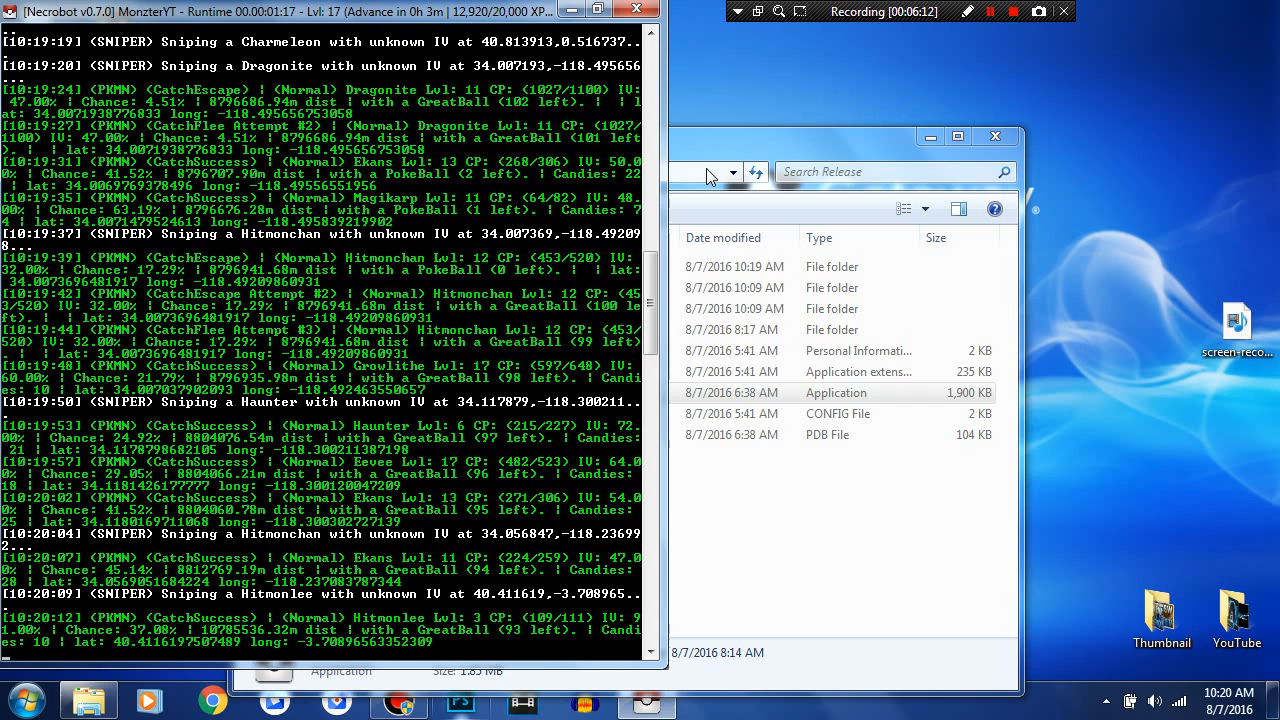 [Necrobot v0.7.0] MonzterYT - Runtime 00.00:01:17 - Lvl: 17 (Advance in 0h 3m | 12,920/20,000 XP...
Recording [00:06:12]
[10:19:19] (SNIPER) Sniping a Charmeleon with unknown IV at 40.813913,0.516737..
.
[10:19:20] (SNIPER) Sniping a Dragonite with unknown IV at 34.007193,-118.495656
...
[10:19:24] (PKMN) (CatchEscape) | (Normal) Dragonite Lvl: 11 CP: (1027/1100) IV:
47.00% | Chance: 4.51% | 8796686.94m dist | with a GreatBall (102 left). | | l
at: 34.0071938776833 long: -118.495656753058
[10:19:27] (PKMN) (CatchFlee Attempt #2) | (Normal) Dragonite Lvl: 11 CP: (1027/
1100) IV: 47.00% | Chance: 4.51% | 8796686.94m dist | with a GreatBall (101 left
). | | lat: 34.0071938776833 long: -118.495656753058
[10:19:31] (PKMN) (CatchSuccess) | (Normal) Ekans Lvl: 13 CP: (268/306) IV: 50.0
0% | Chance: 41.52% | 8796707.90m dist | with a PokeBall (2 left). | Candies: 22
| lat: 34.0069769378496 long: -118.49556551956
[10:19:35] (PKMN) (CatchSuccess) | (Normal) Magikarp Lvl: 11 CP: (64/82) IV: 48.
00% | Chance: 63.19% | 8796676.28m dist | with a PokeBall (1 left). | Candies: 7
4 | lat: 34.0071479524613 long: -118.495839219902
[10:19:37] (SNIPER) Sniping a Hitmonchan with unknown IV at 34.007369,-118.49209
8...
[10:19:39] (PKMN) (CatchEscape) | (Normal) Hitmonchan Lvl: 12 CP: (453/520) IV:
32.00% | Chance: 17.29% | 8796941.68m dist | with a PokeBall (0 left). | | lat:
34.0073696481917 long: -118.49209860931
[10:19:42] (PKMN) (CatchEscape Attempt #2) | (Normal) Hitmonchan Lvl: 12 CP: (45
3/520) IV: 32.00% | Chance: 17.29% | 8796941.68m dist | with a GreatBall (100 le
ft). | | lat: 34.0073696481917 long: -118.49209860931
[10:19:44] (PKMN) (CatchFlee Attempt #3) | (Normal) Hitmonchan Lvl: 12 CP: (453/
520) IV: 32.00% | Chance: 17.29% | 8796941.68m dist | with a GreatBall (99 left)
. | | lat: 34.0073696481917 long: -118.49209860931
[10:19:48] (PKMN) (CatchSuccess) | (Normal) Growlithe Lvl: 17 CP: (597/648) IV:
60.00% | Chance: 21.79% | 8796935.98m dist | with a GreatBall (98 left). | Candi
es: 10 | lat: 34.007037902093 long: -118.492463550657
[10:19:50] (SNIPER) Sniping a Haunter with unknown IV at 34.117879,-118.300211..
.
[10:19:53] (PKMN) (CatchSuccess) | (Normal) Haunter Lvl: 6 CP: (215/227) IV: 72.
00% | Chance: 24.92% | 8804076.54m dist | with a GreatBall (97 left). | Candies:
21 | lat: 34.1178798682105 long: -118.300211387198
[10:19:57] (PKMN) (CatchSuccess) | (Normal) Eevee Lvl: 17 CP: (482/523) IV: 64.0
0% | Chance: 29.05% | 8804066.21m dist | with a GreatBall (96 left). | Candies:
18 | lat: 34.1181426177777 long: -118.300120047209
[10:20:02] (PKMN) (CatchSuccess) | (Normal) Ekans Lvl: 13 CP: (271/306) IV: 54.0
0% | Chance: 41.52% | 8804060.78m dist | with a GreatBall (95 left). | Candies:
25 | lat: 34.1180169711068 long: -118.300302727139
[10:20:04] (SNIPER) Sniping a Hitmonchan with unknown IV at 34.056847,-118.23699
2...
[10:20:07] (PKMN) (CatchSuccess) | (Normal) Ekans Lvl: 11 CP: (224/259) IV: 47.0
0% | Chance: 45.14% | 8812769.19m dist | with a GreatBall (94 left). | Candies:
28 | lat: 34.0569051684224 long: -118.237083787344
[10:20:09] (SNIPER) Sniping a Hitmonlee with unknown IV at 40.411619,-3.708965..
.
[10:20:12] (PKMN) (CatchSuccess) | (Normal) Hitmonlee Lvl: 3 CP: (109/111) IV: 9
1.00% | Chance: 37.08% | 10785536.32m dist | with a GreatBall (93 left). | Candi
es: 10 | lat: 40.4116197507489 long: -3.70896563352309
Search Release
Date modified Type Size
8/7/2016 10:19 AM File folder
8/7/2016 10:09 AM File folder
8/7/2016 10:09 AM File folder
8/7/2016 8:17 AM File folder
8/7/2016 5:41 AM Personal Informati... 2 KB
8/7/2016 5:41 AM Application extens... 235 KB
8/7/2016 6:38 AM Application 1,900 KB
8/7/2016 5:41 AM CONFIG File 2 KB
8/7/2016 6:38 AM PDB File 104 KB
8/7/2016 8:14 AM
Application Size: 1.85 MB
screen-reco...
Thumbnail
YouTube
Ps
10:20 AM
8/7/2016